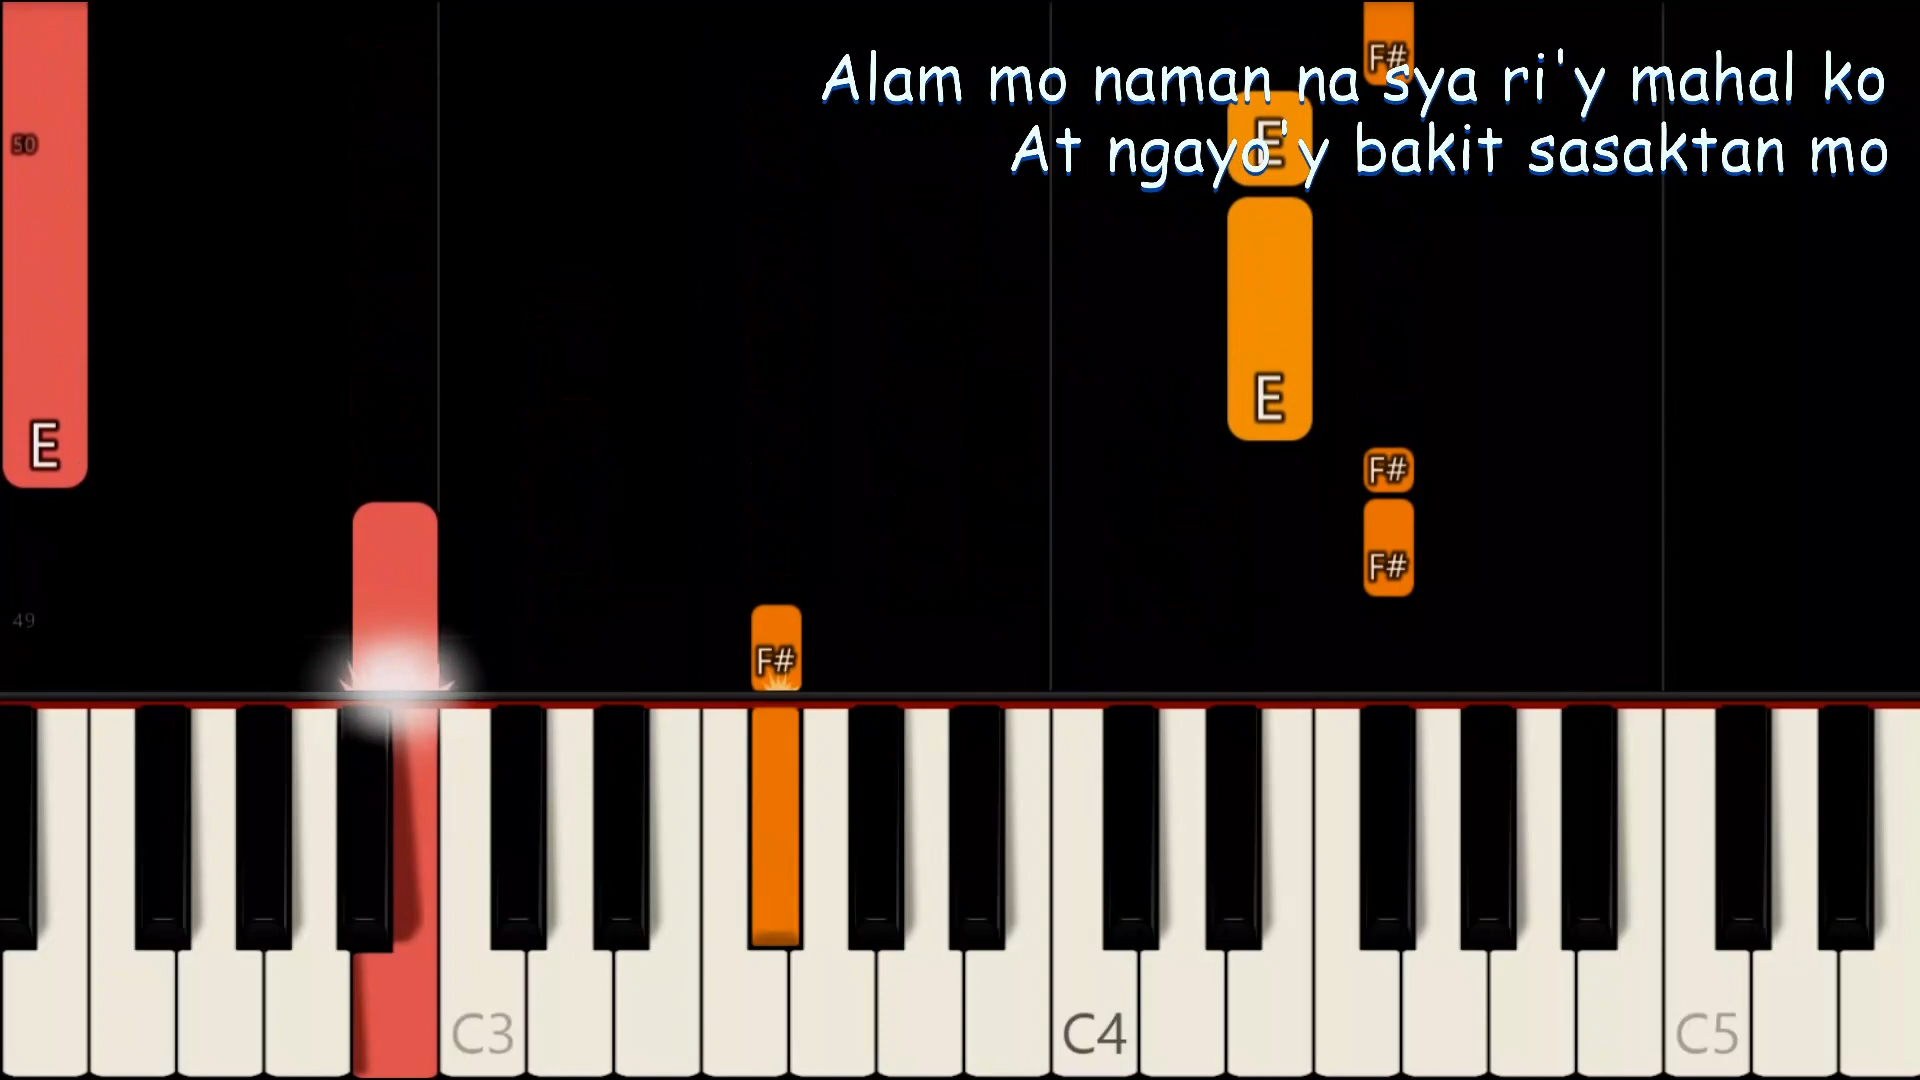 F#
Alam mo naman na sya ri'y mahal ko
E
50
At ngayo'y bakit sasaktan mo
E
E
F#
F#
49
F#
C3 C4 C5